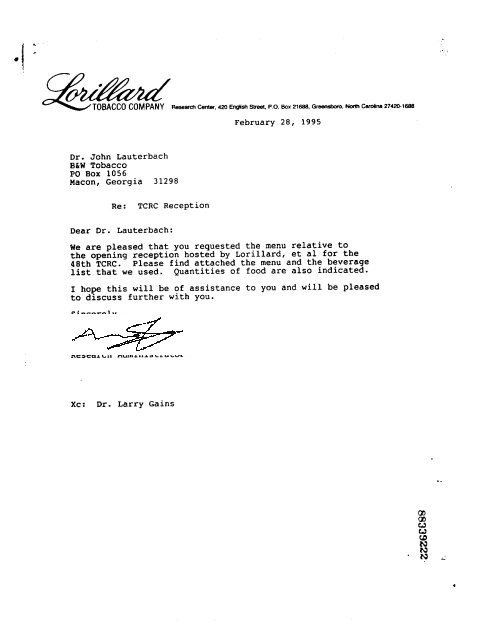 Lorillard
TOBACCO COMPANY Research Center, 420 English Street, P.O. Box 21688, Greensboro, North Carolina 27420-1688
February 28, 1995
Dr. John Lauterbach
B&W Tobacco
PO Box 1056
Macon, Georgia 31298
Re: TCRC Reception
Dear Dr. Lauterbach:
We are pleased that you requested the menu relative to
the opening reception hosted by Lorillard, et al for the
48th TCRC. Please find attached the menu and the beverage
list that we used. Quantities of food are also indicated.
I hope this will be of assistance to you and will be pleased
to discuss further with you.
Sincerely
Research Administrator
Xc: Dr. Larry Gains
88339222